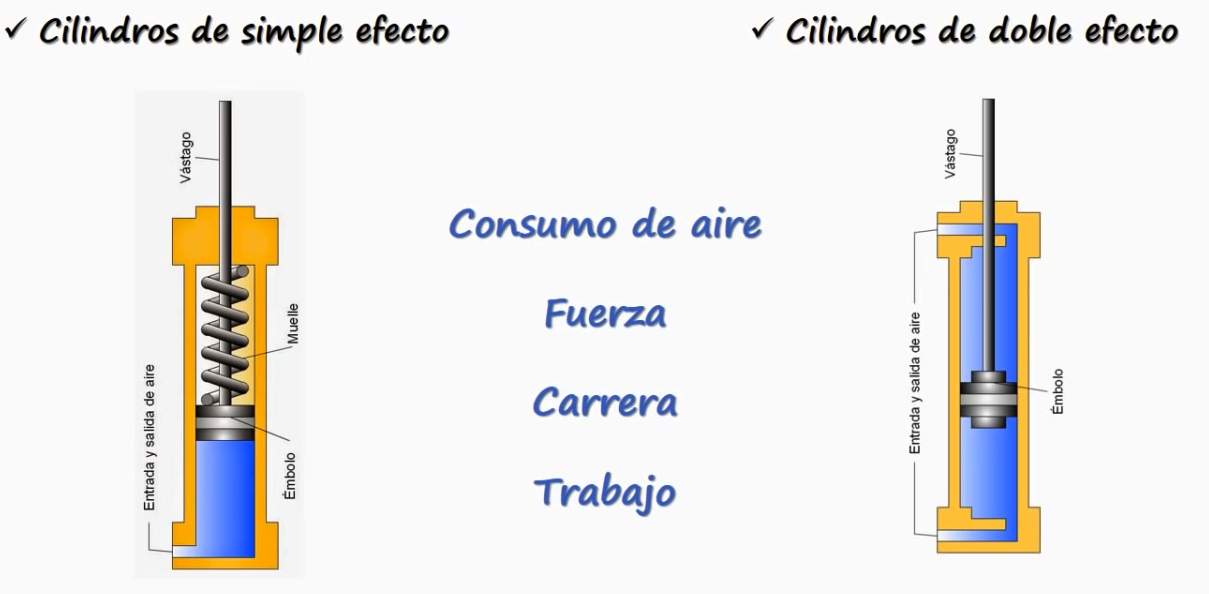 ✓ Cilindros de simple efecto
✓ Cilindros de doble efecto
Vástago
Muelle
Entrada y salida de aire
Émbolo
Consumo de aire
Fuerza
Carrera
Trabajo
Vástago
Entrada y salida de aire
Émbolo